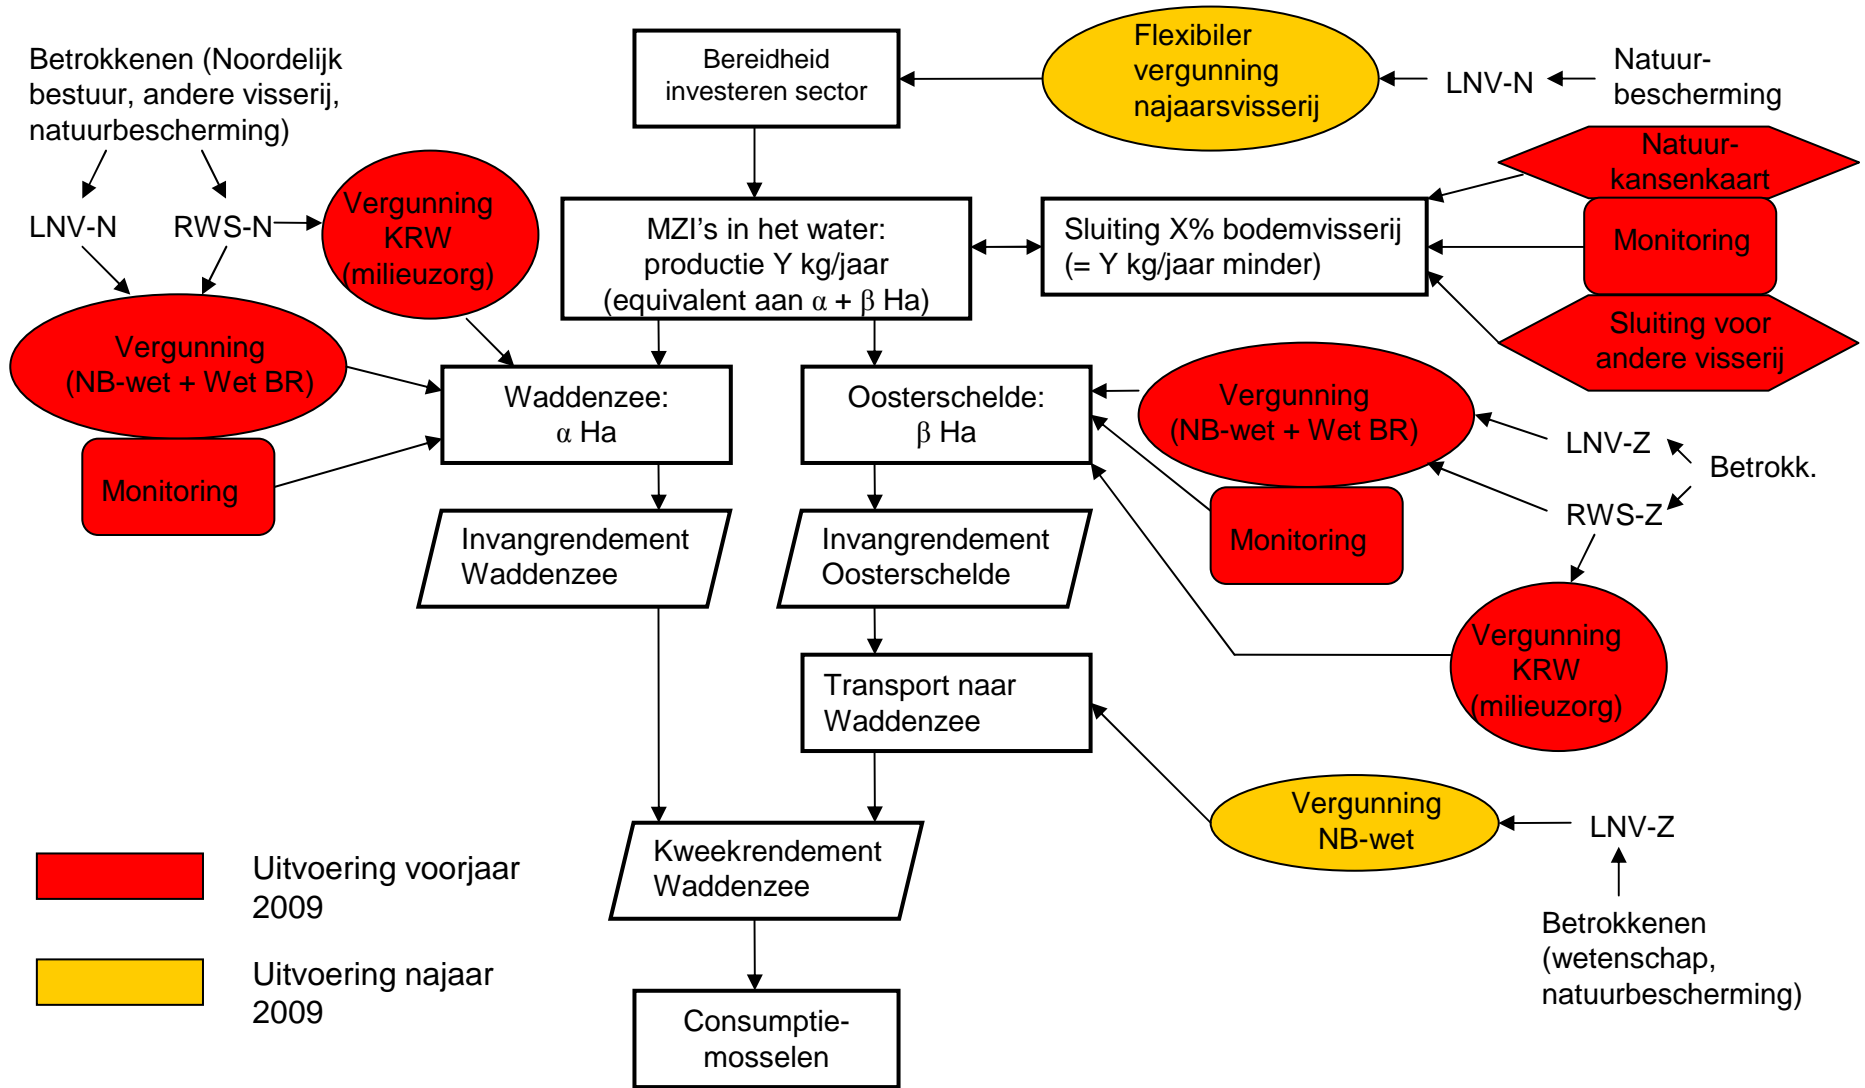 Betrokkenen (Noordelijk
bestuur, andere visserij,
natuurbescherming)
Bereidheid
investeren sector
Flexibiler
vergunning
najaarsvisserij
LNV-N
Natuur-
bescherming
Natuur-
kansenkaart
Monitoring
Sluiting voor
andere visserij
LNV-N
RWS-N
Vergunning
KRW
(milieuzorg)
MZI's in het water:
productie Y kg/jaar
(equivalent aan α + β Ha)
Sluiting X% bodemvisserij
(= Y kg/jaar minder)
Vergunning
(NB-wet + Wet BR)
Monitoring
Waddenzee:
α Ha
Oosterschelde:
β Ha
Vergunning
(NB-wet + Wet BR)
Monitoring
LNV-Z
Betrokk.
RWS-Z
Invangrendement
Waddenzee
Invangrendement
Oosterschelde
Vergunning
KRW
(milieuzorg)
Transport naar
Waddenzee
Vergunning
NB-wet
LNV-Z
Betrokkenen
(wetenschap,
natuurbescherming)
Kweekrendement
Waddenzee
Consumptie-
mosselen
Uitvoering voorjaar
2009
Uitvoering najaar
2009